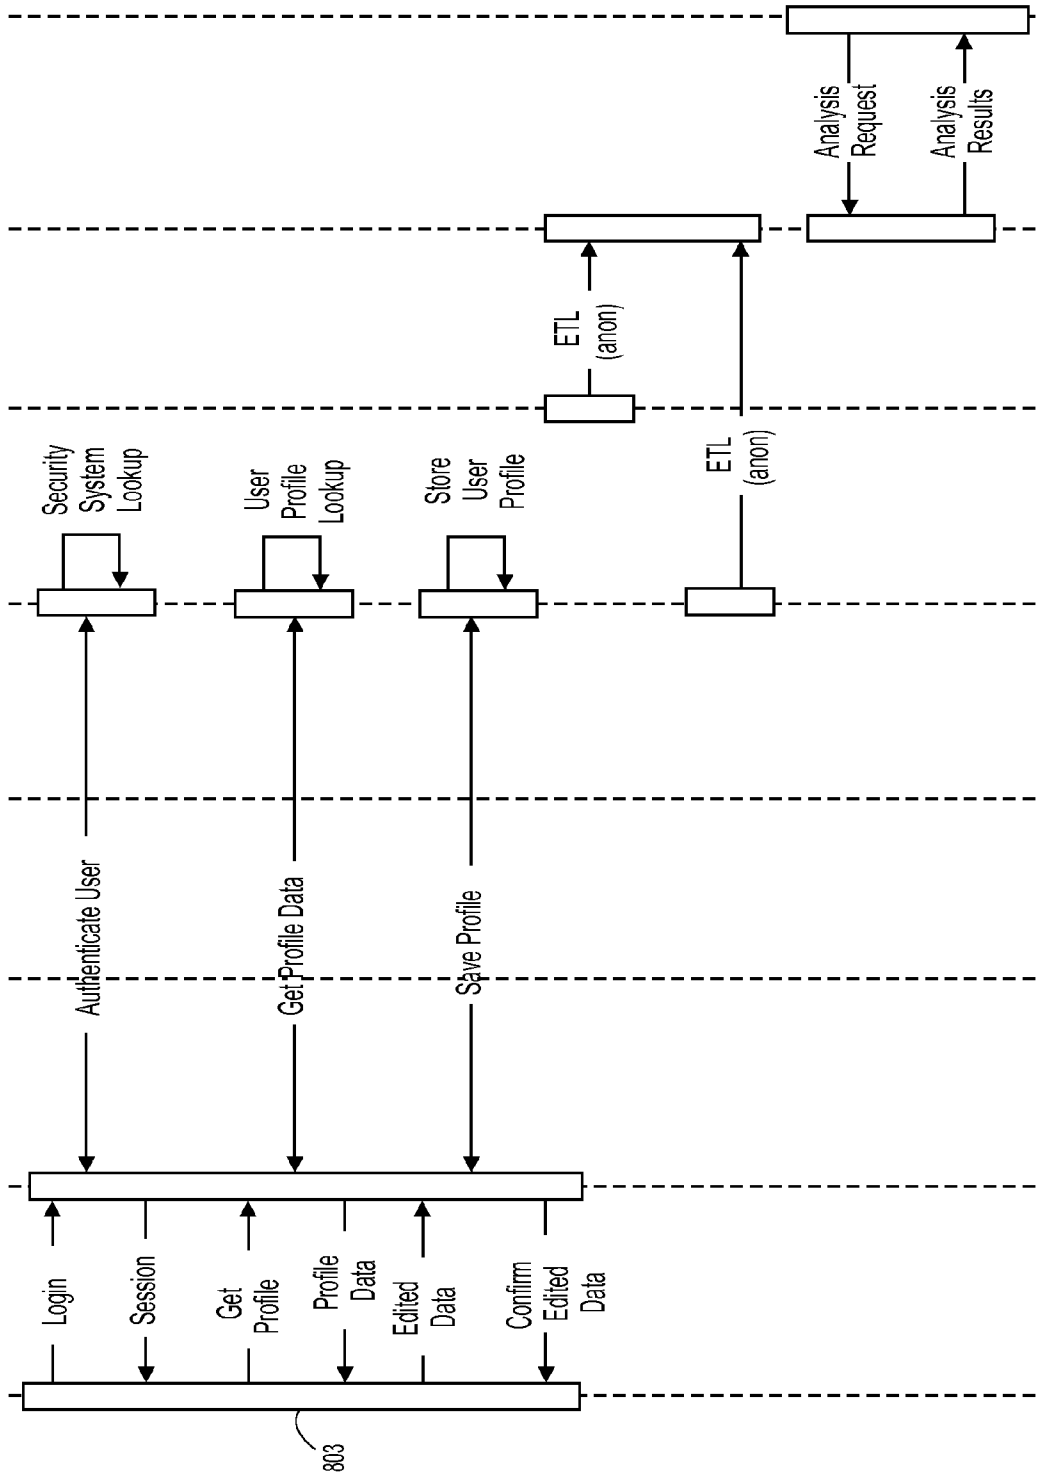 Login
Session
Get
Profile
Profile
Data
Edited
Data
Confirm
Edited
Data
803
Authenticate User
Get Profile Data
Save Profile
Security
System
Lookup
User
Profile
Lookup
Store
User
Profile
ETL
(anon)
ETL
(anon)
Analysis
Request
Analysis
Results